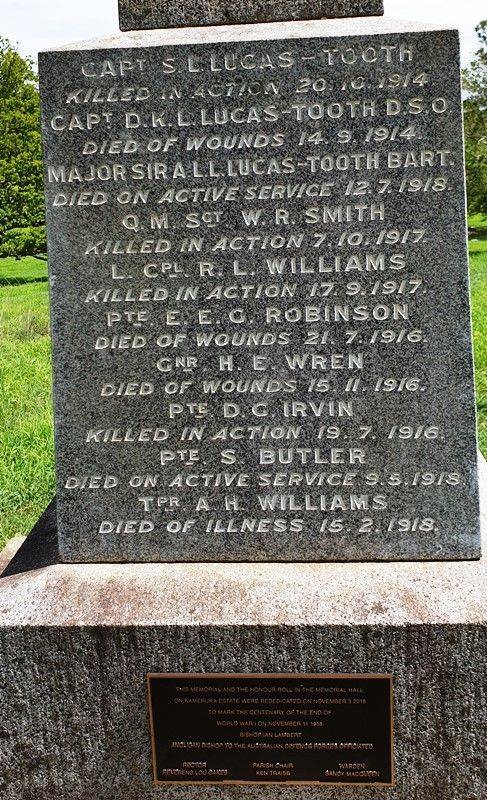 CAPT S.L. LUCAS-TOOTH
KILLED IN ACTION 20.10.1914
CAPT. D.K.L. LUCAS-TOOTH D.S.O
DIED OF WOUNDS 14.9.1914.
MAJOR SIR A.L.L. LUCAS-TOOTH BART.
DIED ON ACTIVE SERVICE 12.7.1918.
Q.M. SGT W.R. SMITH
KILLED IN ACTION 7.10.1917.
L. CPL. R.L. WILLIAMS
KILLED IN ACTION 17.9.1917.
PTE. E.E.G. ROBINSON
DIED OF WOUNDS 21.7.1916.
GNR H.E. WREN
DIED OF WOUNDS 15.11.1916.
PTE D.G. IRVIN
KILLED IN ACTION 19.7.1916.
PTE. S BUTLER
DIED ON ACTIVE SERVICE 9.5.1918
TPR A.H. WILLIAMS
DIED OF ILLNESS 15.2.1918.
THIS MEMORIAL AND THE HONOUR ROLL IN THE MEMORIAL HALL
ON KAMERUKA ESTATE WERE REDEDICATED ON NOVEMBER 3 2018
TO MARK THE CENTENARY OF THE END OF
WORLD WAR I ON NOVEMBER 11 1918.
BISHOP IAN LAMBERT
ANGLICAN BISHOP TO THE AUSTRALIAN DEFENCE FORCES OFFICIATED
RECTOR PARISH CHAIR WARDEN
REVEREND LOU OAKES KEN TRAISE SANDY MACQUEEN